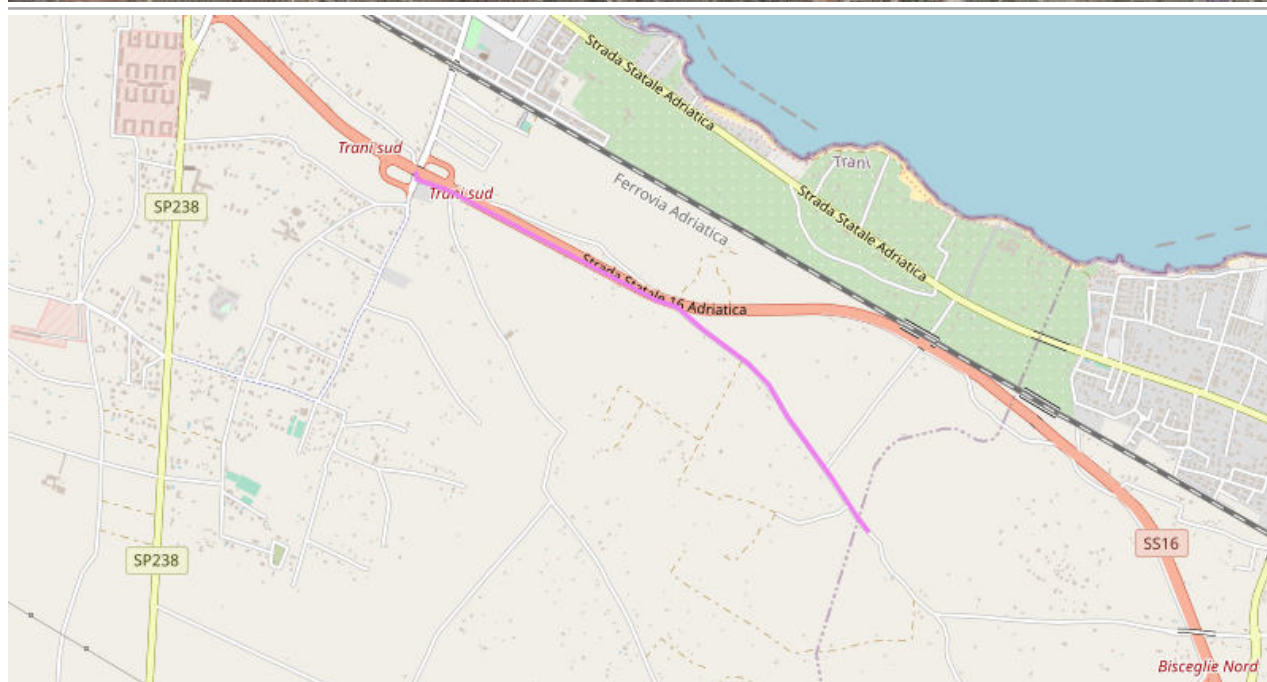 Strada Statale Adriatica
Trani sud
Trani
Trani sud
Ferrovia Adriatica
SP238
Strada Statale Adriatica
Strada Statale 16 Adriatica
SS16
SP238
Bisceglie Nord